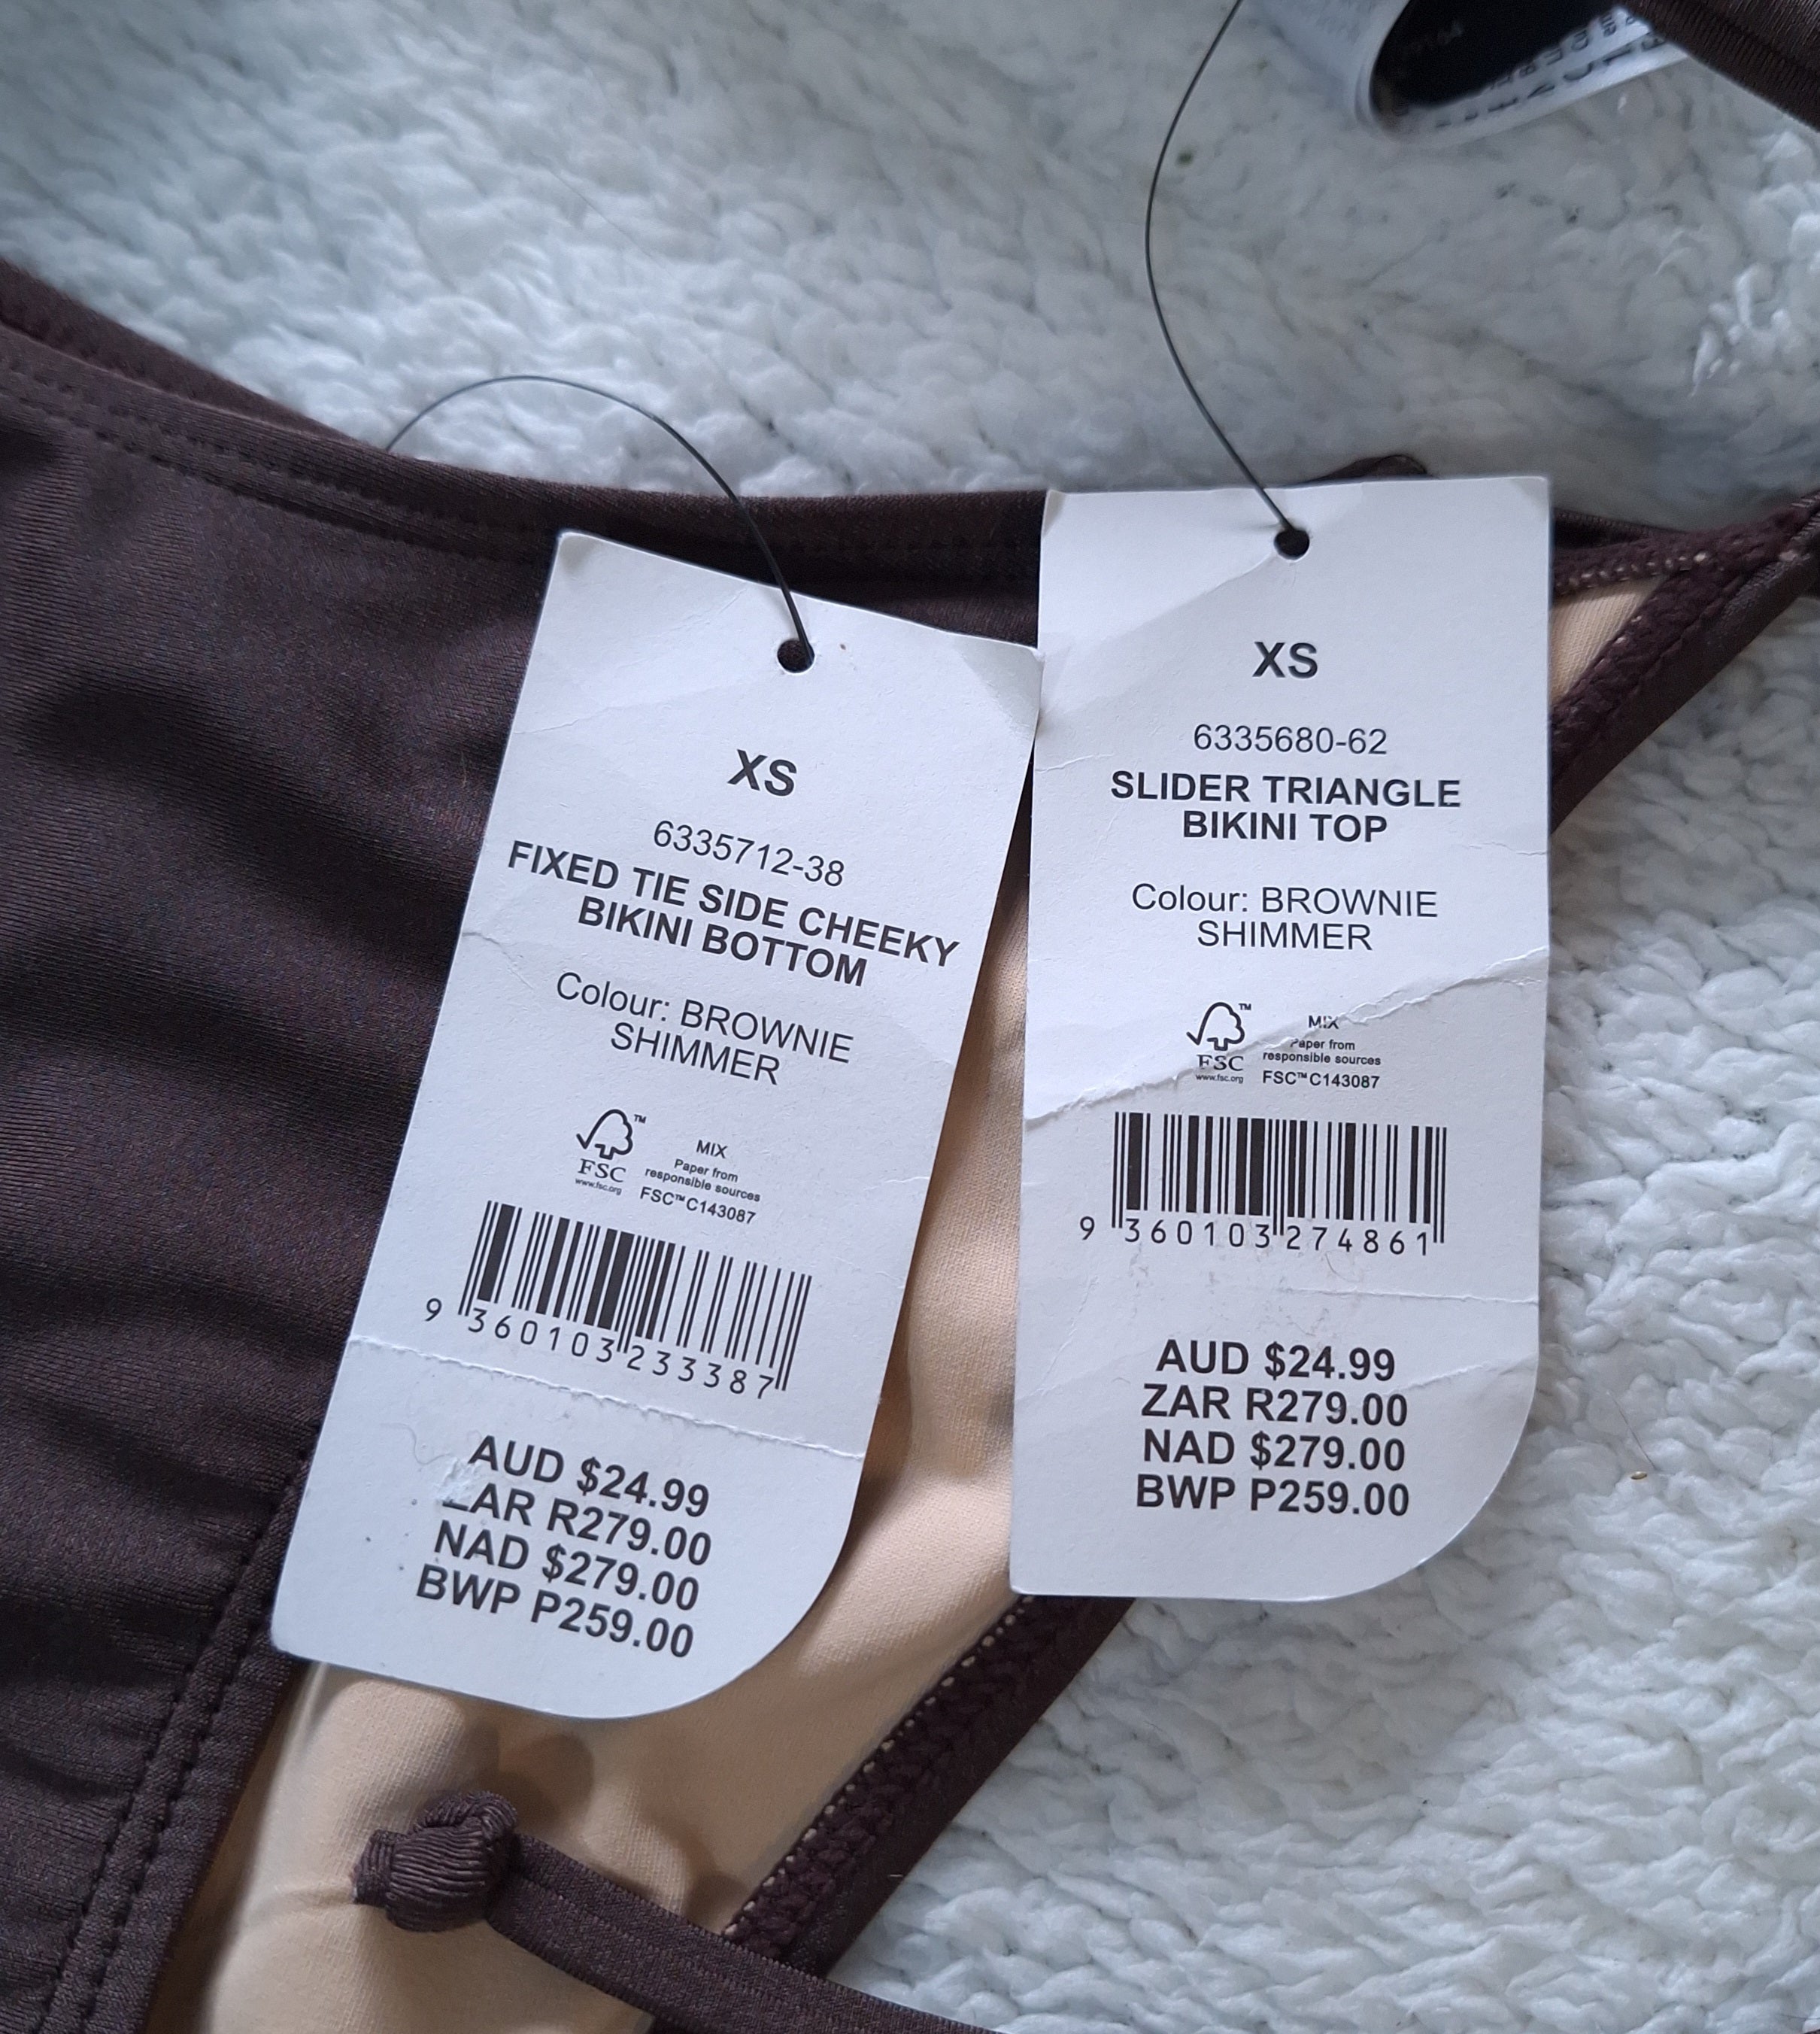 XS
6335712-38
FIXED TIE SIDE CHEEKY
BIKINI BOTTOM
Colour: BROWNIE
SHIMMER
FSC
www.fsc.org
MIX
Paper from
responsible sources
FSC™ C143087
9 360103 233387
AUD $24.99
ZAR R279.00
NAD $279.00
BWP P259.00
XS
6335680-62
SLIDER TRIANGLE
BIKINI TOP
Colour: BROWNIE
SHIMMER
FSC
www.fsc.org
MIX
Paper from
responsible sources
FSC™ C143087
9 360103 274861
AUD $24.99
ZAR R279.00
NAD $279.00
BWP P259.00